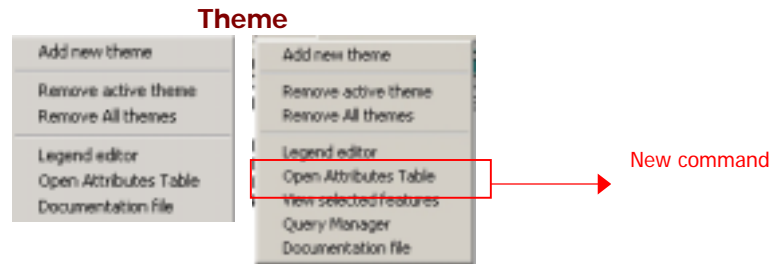 Theme
Add new theme
Remove active theme
Remove All themes
Legend editor
Open Attributes Table
Documentation file
Add new theme
Remove active theme
Remove All themes
Legend editor
Open Attributes Table
View selected features
Query Manager
Documentation file
New command